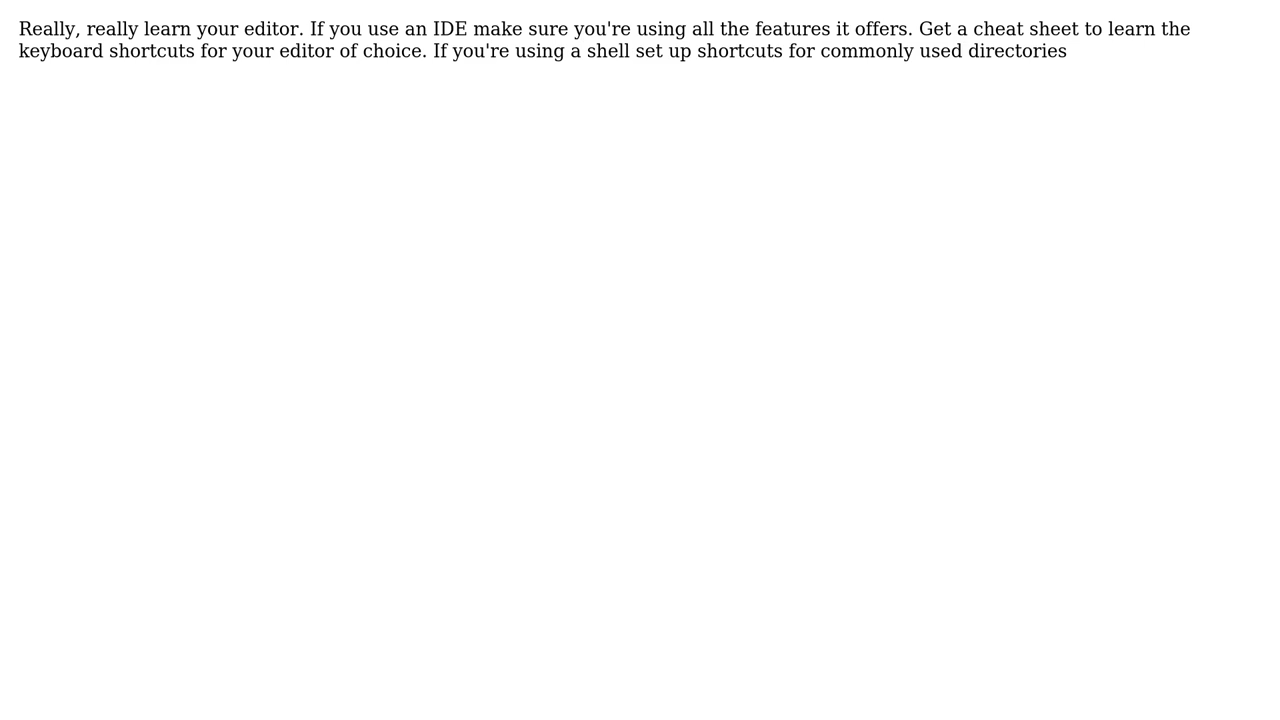 Really, really learn your editor. If you use an IDE make sure you're using all the features it offers. Get a cheat sheet to learn the
keyboard shortcuts for your editor of choice. If you're using a shell set up shortcuts for commonly used directories